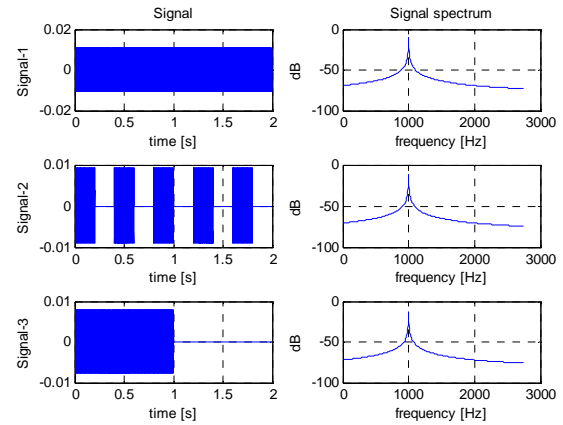 Signal
Signal spectrum
0.02
0
-0.02
Signal-1
0 0.5 1 1.5 2
time [s]
0
-50
-100
dB
0 1000 2000 3000
frequency [Hz]
0.01
0
-0.01
Signal-2
0 0.5 1 1.5 2
time [s]
0
-50
-100
dB
0 1000 2000 3000
frequency [Hz]
0.01
0
-0.01
Signal-3
0 0.5 1 1.5 2
time [s]
0
-50
-100
dB
0 1000 2000 3000
frequency [Hz]